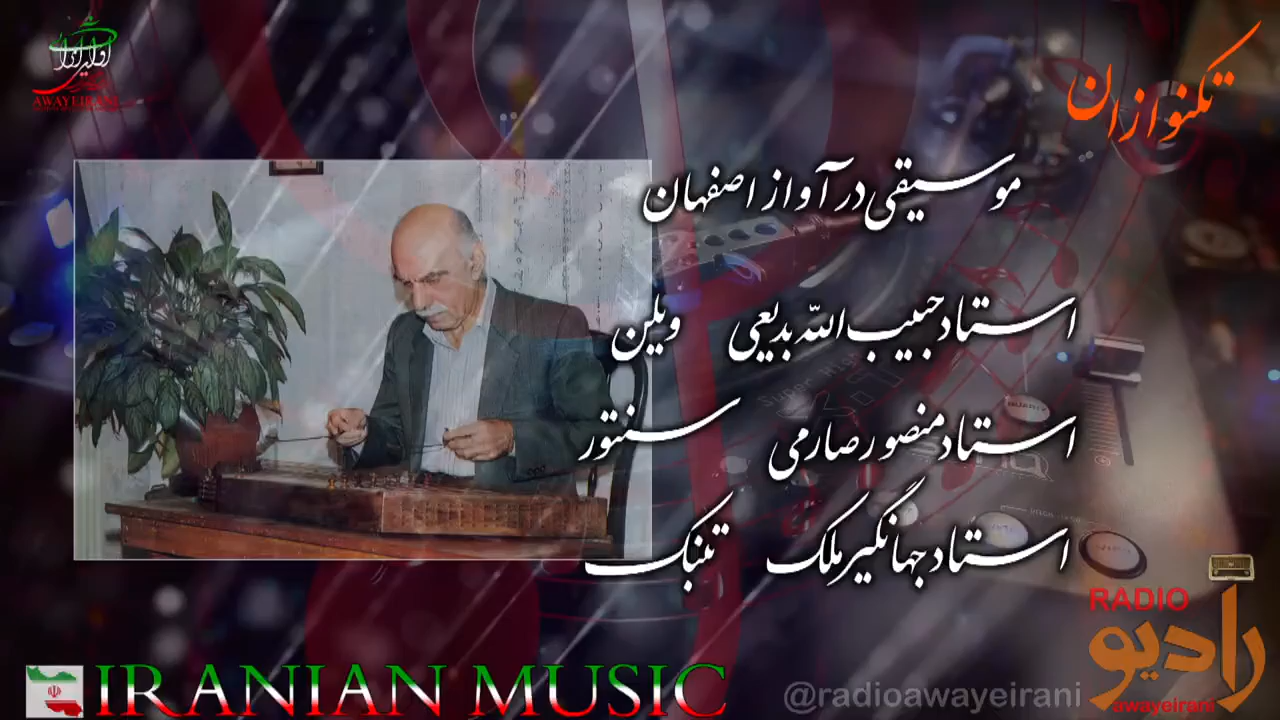 تکنوازان
AWAYEIRANI
موسیقی در آواز اصفهان
استاد حبیب الله بدیعی ویلن
استاد منصور صارمی سنتور
استاد جهانگیر ملک تنبک
RADIO
رادیو
awayeirani
IRANIAN MUSIC
@radioawayeirani